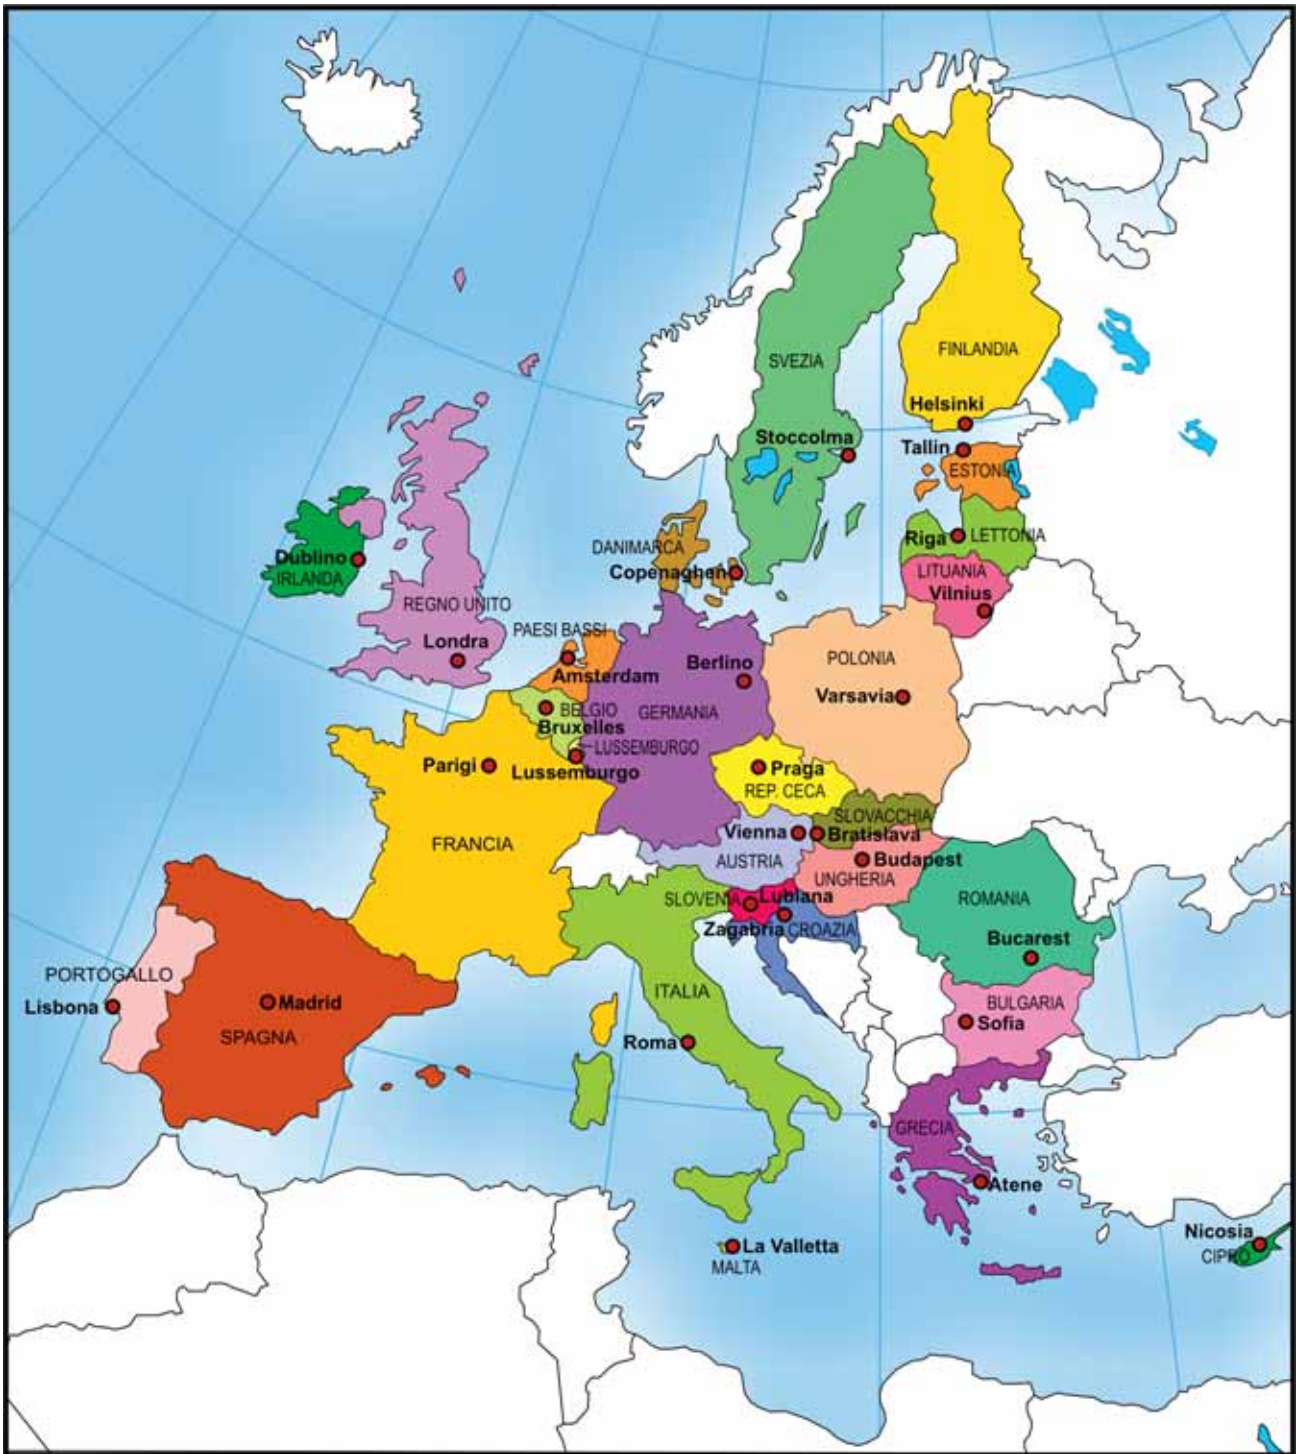 FINLANDIA
SVEZIA
Helsinki
Stoccolma
Tallin
ESTONIA
Riga
LETTONIA
DANIMARCA
Copenaghen
LITUANIA
Vilnius
Dublino
IRLANDA
REGNO UNITO
Londra
PAESI BASSI
Amsterdam
Berlino
POLONIA
Varsavia
BELGIO
Bruxelles
GERMANIA
LUSSEMBURGO
Lussemburgo
Parigi
Praga
REP. CECA
SLOVACCHIA
Vienna
Bratislava
FRANCIA
AUSTRIA
Budapest
UNGHERIA
SLOVENIA
Lubiana
ROMANIA
Zagabria
CROAZIA
Bucarest
PORTOGALLO
Lisbona
Madrid
SPAGNA
ITALIA
Roma
BULGARIA
Sofia
GRECIA
Atene
La Valletta
MALTA
Nicosia
CIPRO